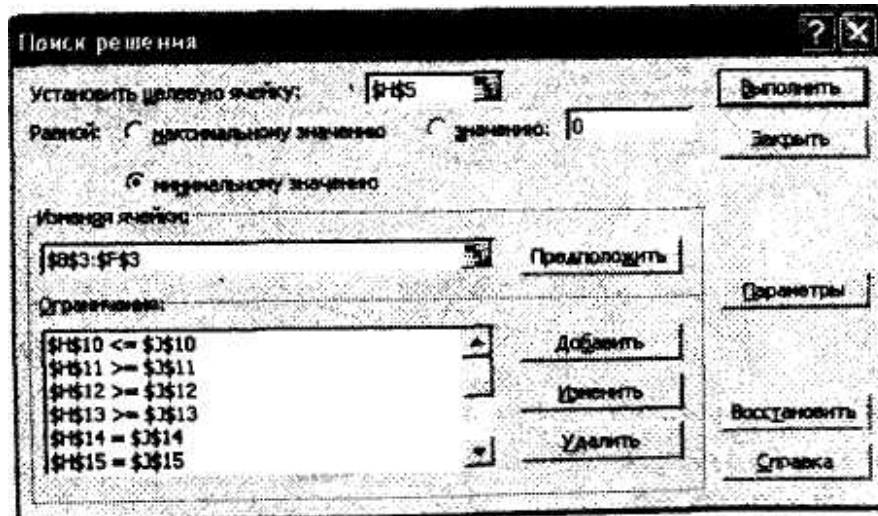 Поиск решения
Установить целевую ячейку: $H$5 Выполнить
Равной: максимальному значению значению: 0 Закрыть
минимальному значению
Изменяя ячейки:
$B$3:$F$3 Предположить
Ограничения: Параметры
$H$10 <= $J$10 Добавить
$H$11 >= $J$11
$H$12 >= $J$12 Изменить
$H$13 >= $J$13 Восстановить
$H$14 = $J$14 Удалить
$H$15 = $J$15 Справка